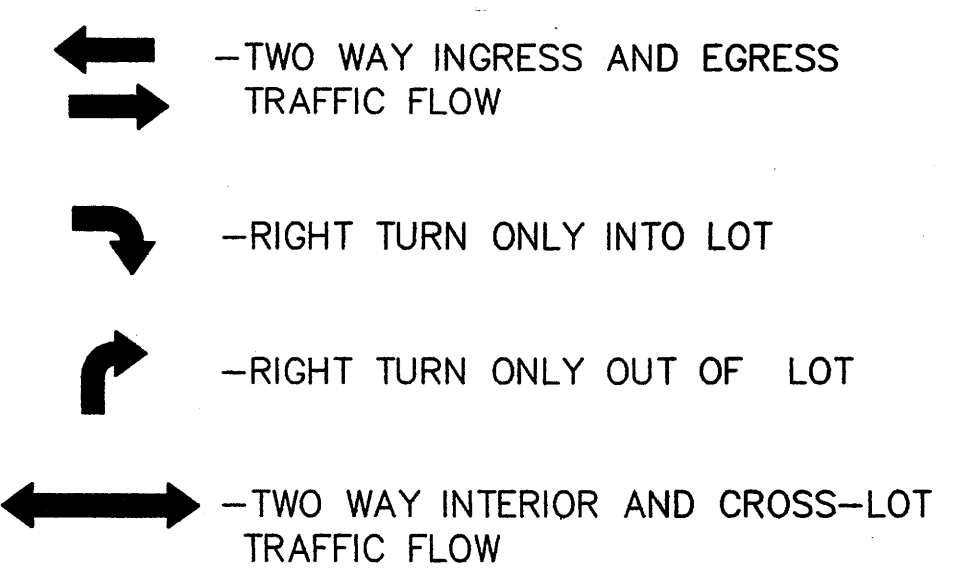 –TWO WAY INGRESS AND EGRESS
TRAFFIC FLOW
–RIGHT TURN ONLY INTO LOT
–RIGHT TURN ONLY OUT OF LOT
–TWO WAY INTERIOR AND CROSS–LOT
TRAFFIC FLOW